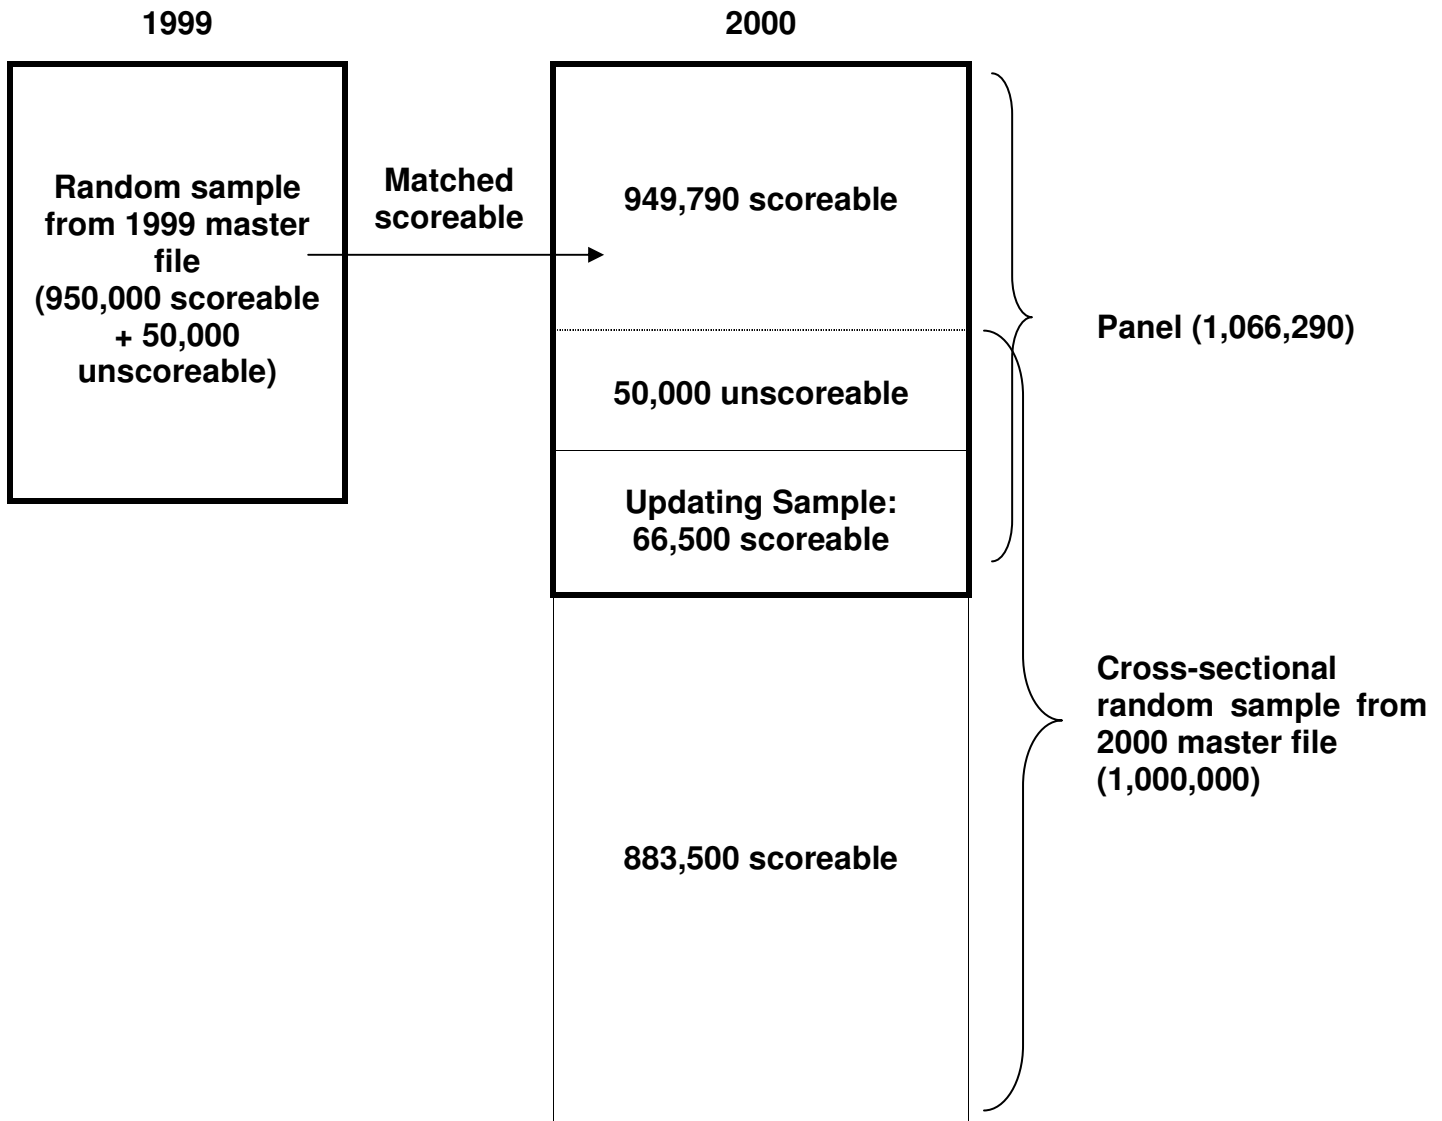 1999
2000
Random sample
from 1999 master
file
(950,000 scoreable
+ 50,000
unscoreable)
Matched
scoreable
949,790 scoreable
50,000 unscoreable
Updating Sample:
66,500 scoreable
883,500 scoreable
Panel (1,066,290)
Cross-sectional
random sample from
2000 master file
(1,000,000)